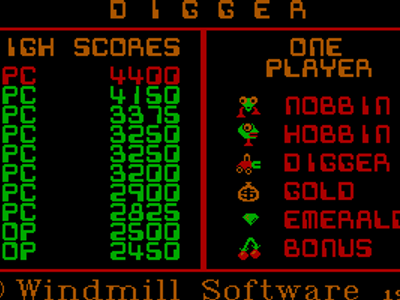 DIGGER
IGH SCORES
PC 4400
PC 4150
PC 3375
PC 3250
PC 3250
PC 3200
PC 2900
PC 2825
OP 2500
OP 2450
ONE
PLAYER
NOBBIN
HOBBIN
DIGGER
GOLD
EMERALD
BONUS
) Windmill Software 19